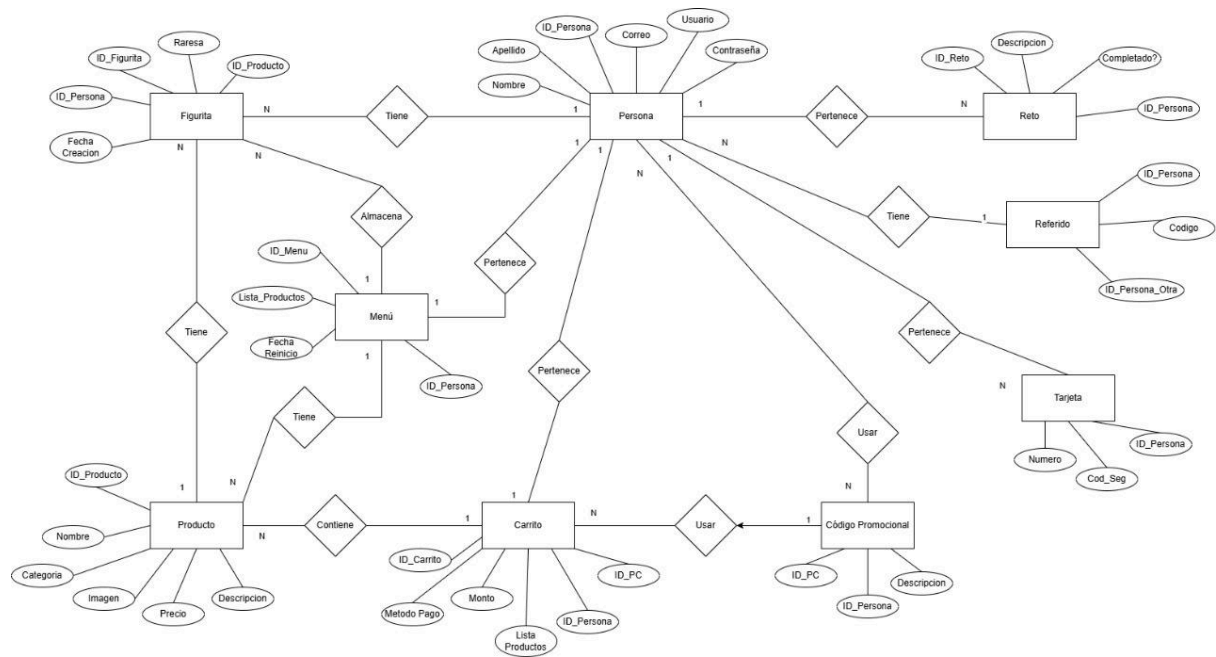 Usuario
ID_Persona
Correo
Raresa
Apellido
Descripcion
Contraseña
ID_Figurita
ID_Producto
ID_Reto
Completado?
Nombre
ID_Persona
Figurita
N
Tiene
1
Persona
1
Pertenece
N
Reto
ID_Persona
Fecha
Creacion
N
N
1
1
N
1
N
ID_Persona
Almacena
Tiene
1
Referido
Codigo
ID_Menu
Pertenece
ID_Persona_Otra
1
Lista_Productos
1
Menú
Tiene
Pertenece
Fecha
Reinicio
1
Pertenece
ID_Persona
N
Tarjeta
Tiene
Usar
ID_Persona
Numero
Cod_Seg
ID_Producto
1
N
1
N
Nombre
Producto
N
Contiene
1
Carrito
N
Usar
1
Código Promocional
Categoria
ID_Carrito
ID_PC
ID_PC
Descripcion
Imagen
Descripcion
Monto
ID_Persona
ID_Persona
Precio
Metodo Pago
Lista
Productos